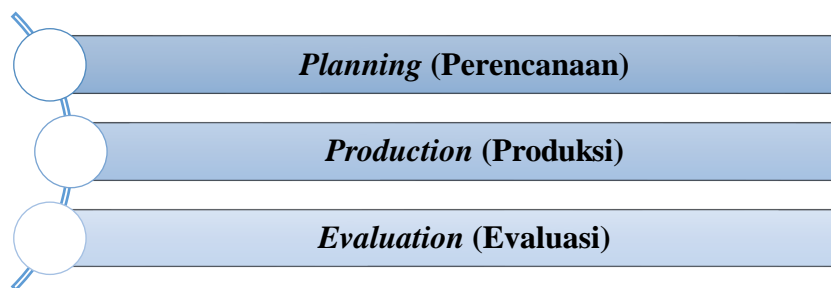 Planning (Perencanaan)
Production (Produksi)
Evaluation (Evaluasi)